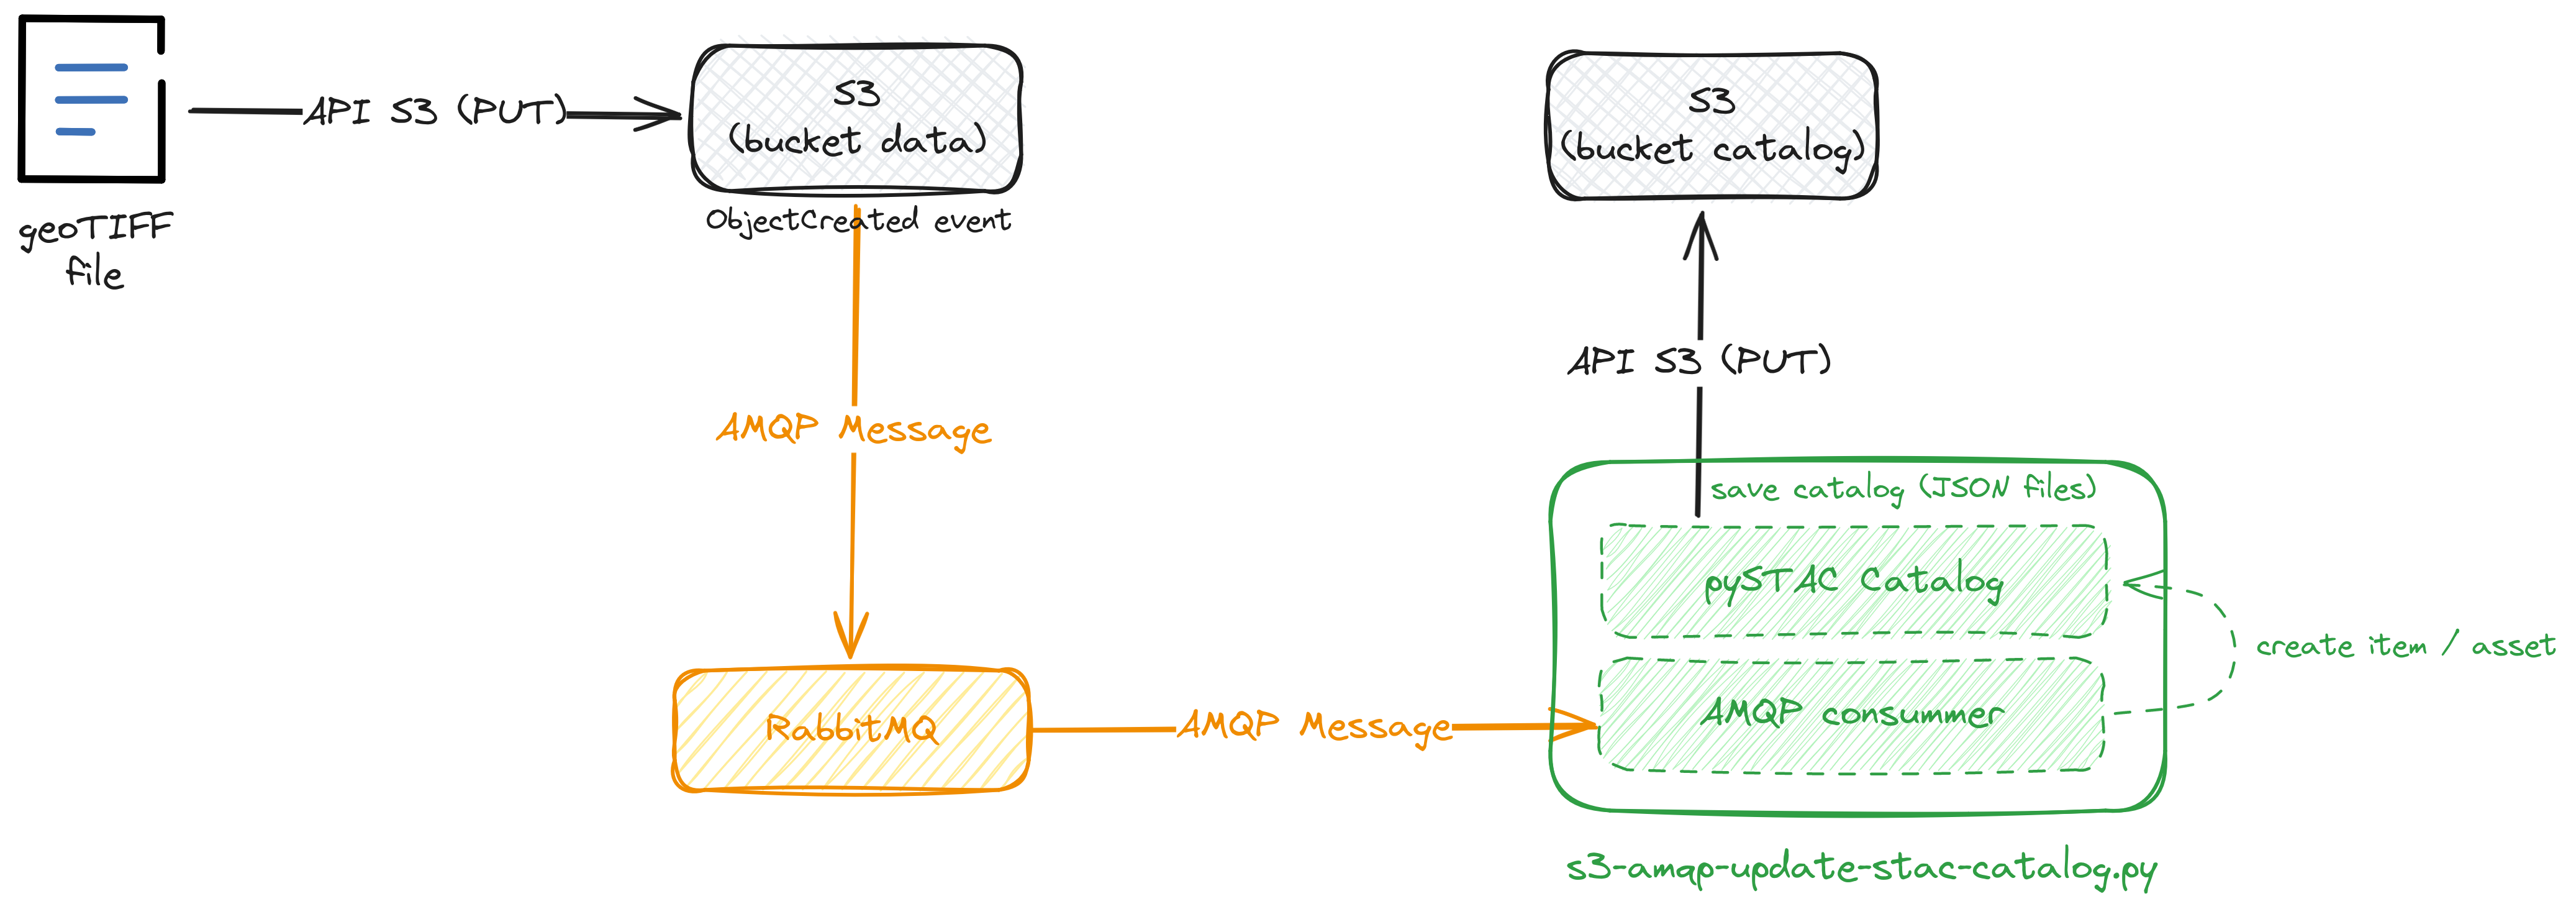 geoTIFF
file
API S3 (PUT)
S3
(bucket data)
ObjectCreated event
AMQP Message
RabbitMQ
AMQP Message
S3
(bucket catalog)
API S3 (PUT)
save catalog (JSON files)
pySTAC Catalog
AMQP consummer
create item / asset
s3-amqp-update-stac-catalog.py